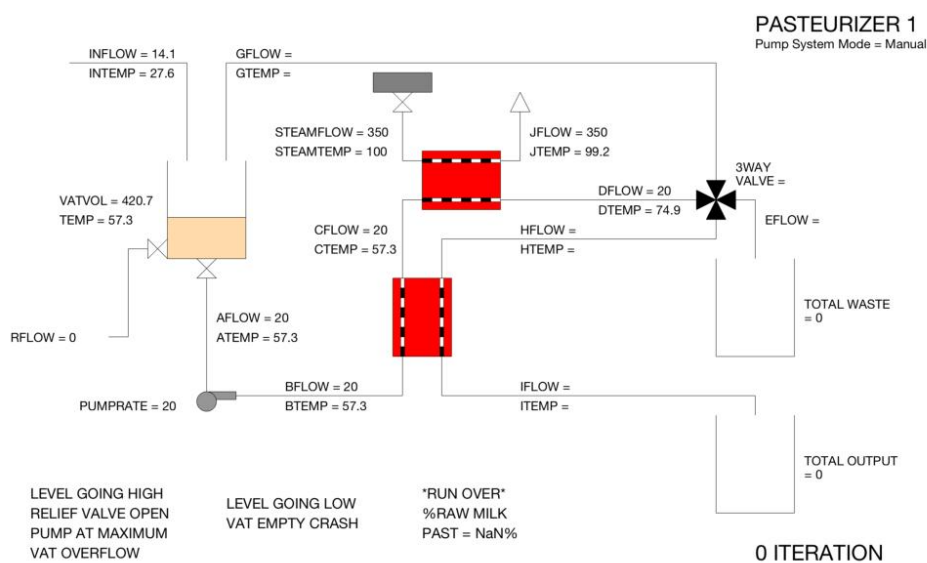 PASTEURIZER 1
Pump System Mode = Manual
INFLOW = 14.1
INTEMP = 27.6
GFLOW =
GTEMP =
STEAMFLOW = 350
STEAMTEMP = 100
JFLOW = 350
JTEMP = 99.2
3WAY
VALVE =
VATVOL = 420.7
TEMP = 57.3
DFLOW = 20
DTEMP = 74.9
EFLOW =
CFLOW = 20
CTEMP = 57.3
HFLOW =
HTEMP =
TOTAL WASTE
= 0
AFLOW = 20
ATEMP = 57.3
RFLOW = 0
BFLOW = 20
BTEMP = 57.3
IFLOW =
ITEMP =
PUMPRATE = 20
TOTAL OUTPUT
= 0
LEVEL GOING HIGH
RELIEF VALVE OPEN
PUMP AT MAXIMUM
VAT OVERFLOW
LEVEL GOING LOW
VAT EMPTY CRASH
*RUN OVER*
%RAW MILK
PAST = NaN%
0 ITERATION